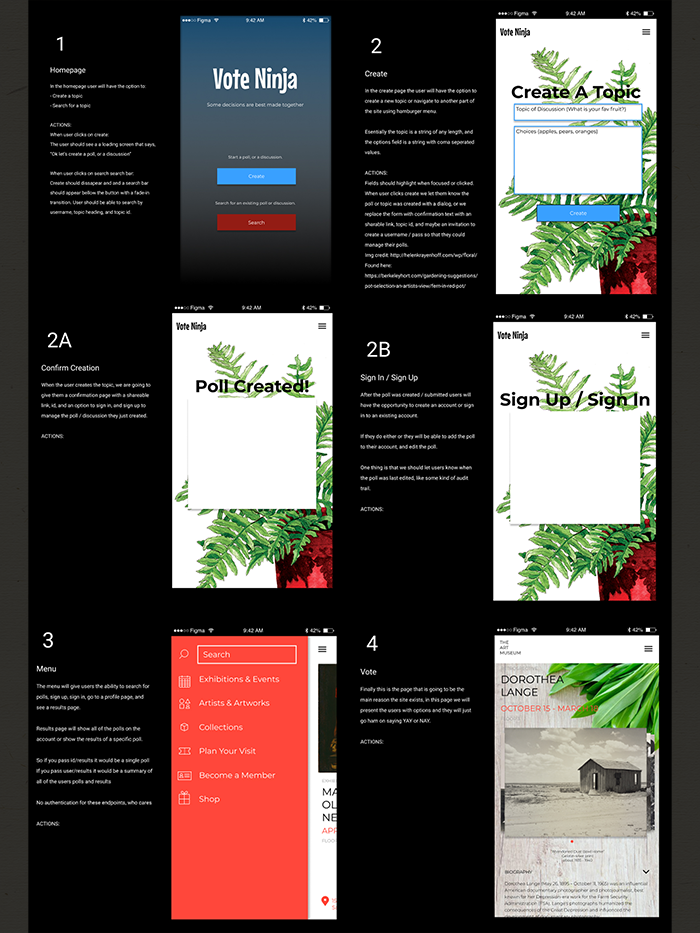 1
Homepage
In the homepage user will have the option to
- Create a topic
- Search for a topic
ACTIONS:
When user clicks on create:
The user should see a a loading screen that says,
"Ok let's create a poll, or a discussion"
When user clicks on search search bar:
Create should dissapear and and a search bar
should appear bellow the button with a fade-in
transition. User should be able to search by
username, topic heading, and topic id.
Figma
9:42 AM
42%
Vote Ninja
Some decisions are best made together
Start a poll, or a discussion.
Create
Search for an existing poll or discussion.
Search
2
Create
In the create page the user will have the option to
create a new topic or navigate to another part of
the site using hamburger menu.
Esentially the topic is a string of any length, and
the options field is a string with coma seperated
values.
ACTIONS:
Fields should highlight when focused or clicked.
When user clicks create we let them know the
poll or topic was created with a dialog, or we
replace the form with confirmation text with an
sharable link, topic id, and maybe an invitation to
create a username / pass so that they could
manage their polls.
Img credit: http://helenkrayenhoff.com/wp/floral/
Found here:
https://berkeleyhort.com/gardening-suggestions/
pot-selection-an-artists-view/fern-in-red-pot/
Figma
9:42 AM
42%
Vote Ninja
Create A Topic
Topic of Discussion (What is your fav fruit?)
Choices (apples, pears, oranges)
Create
2A
Confirm Creation
When the user creates the topic, we are going to
give them a confirmation page with a shareable
link, id, and an option to sign in, and sign up to
manage the poll / discussion they just created.
ACTIONS:
Figma
9:42 AM
42%
Vote Ninja
Poll Created!
2B
Sign In / Sign Up
After the poll was created / submitted users will
have the opportunity to create an account or sign
in to an existing account.
If they do either or they will be able to add the poll
to their account, and edit the poll.
One thing is that we should let users know when
the poll was last edited, like some kind of audit
trail.
ACTIONS:
Figma
9:42 AM
42%
Vote Ninja
Sign Up / Sign In
3
Menu
The menu will give users the ability to search for
polls, sign up, sign in, go to a profile page, and
see a results page.
Results page will show all of the polls on the
account or show the results of a specific poll.
So if you pass id/results it would be a single poll
If you pass user/results it would be a summary of
all of the users polls and results
No authentication for these endpoints, who cares
ACTIONS:
Figma
9:42 AM
42%
Search
Exhibitions & Events
Artists & Artworks
Collections
Plan Your Visit
Become a Member
Shop
MA
OL
NE
APR
FLOO
4
Vote
Finally this is the page that is going to be the
main reason the site exists, in this page we will
present the users with options and they will just
go ham on saying YAY or NAY.
ACTIONS:
Figma
9:42 AM
42%
THE
ART
MUSEUM
DOROTHEA
LANGE
OCTOBER 15 - MARCH
BIOGRAPHY
Dorothea Lange (May 26, 1895 – October 11, 1965) was an influential
American documentary photographer and photojournalist, best
known for her Depression-era work for the Farm Security
Administration (FSA). Lange's photographs humanized the
consequences of the Great Depression and influenced the